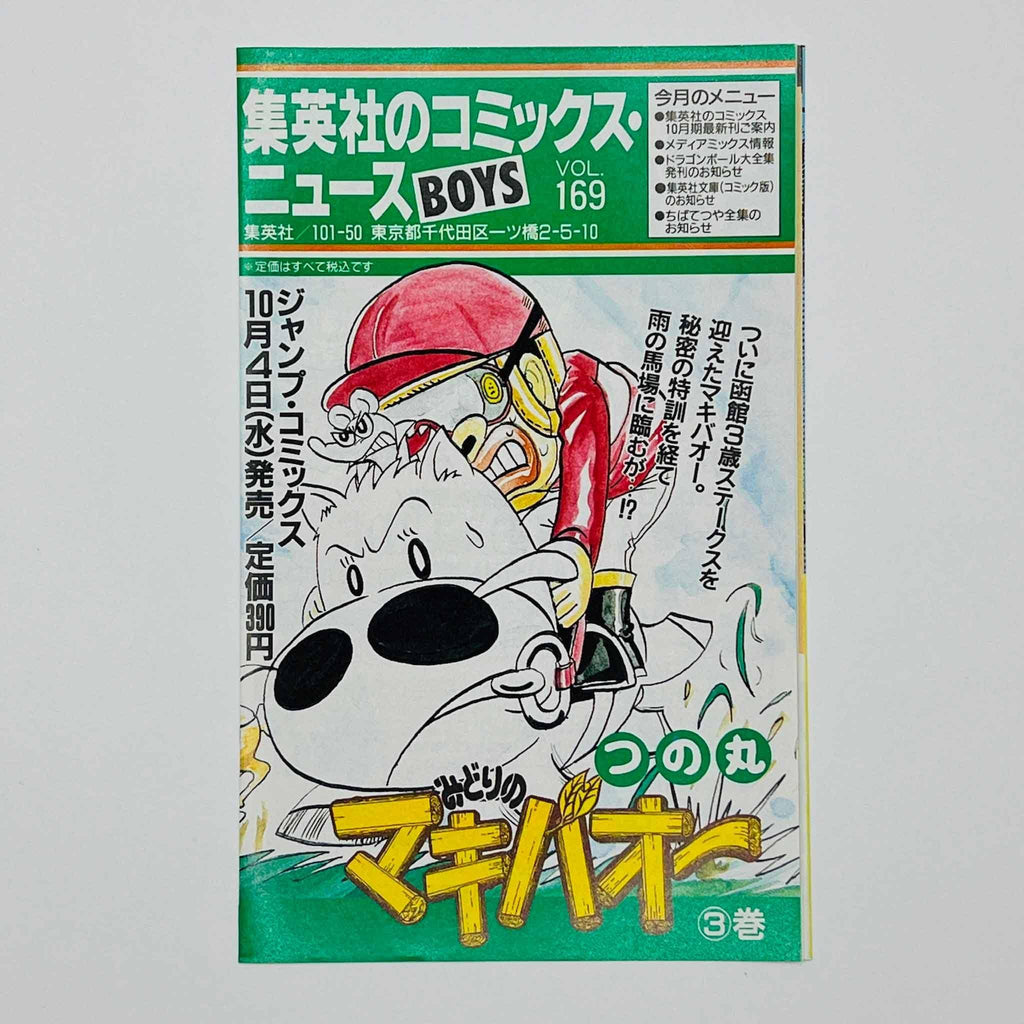 集英社のコミックス・
ニュースBOYS
VOL.
169
集英社/101-50 東京都千代田区一ツ橋2-5-10
今月のメニュー
●集英社のコミックス
10月期最新刊ご案内
●メディアミックス情報
●ドラゴンボール大全集
発刊のお知らせ
●集英社文庫(コミック版)
のお知らせ
●ちばてつや全集の
お知らせ
※定価はすべて税込です
ついに函館3歳ステークスを
迎えたマキバオー。
秘密の特訓を経て
雨の馬場に臨むが‥!?
ジャンプ・コミックス
10月4日(水)発売/定価390円
つの丸
みどりの
マキバオー
③巻